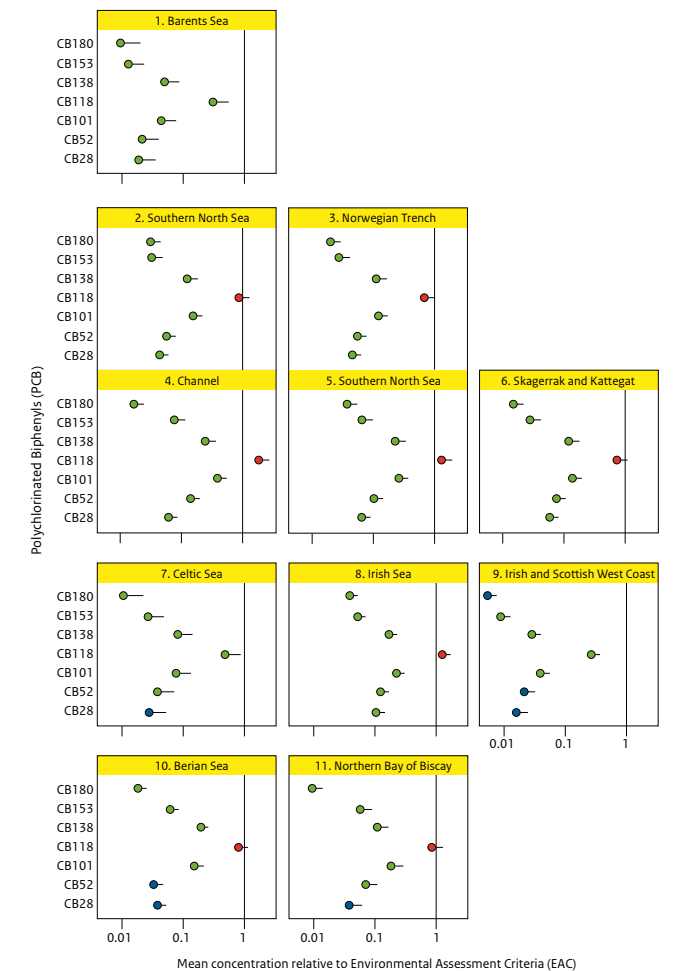 1. Barents Sea
CB180
CB153
CB138
CB118
CB101
CB52
CB28
2. Southern North Sea
3. Norwegian Trench
CB180
CB153
CB138
CB118
CB101
CB52
CB28
4. Channel
5. Southern North Sea
6. Skagerrak and Kattegat
CB180
CB153
CB138
CB118
CB101
CB52
CB28
Polychlorinated Biphenyls (PCB)
7. Celtic Sea
8. Irish Sea
9. Irish and Scottish West Coast
CB180
CB153
CB138
CB118
CB101
CB52
CB28
0.01 0.1 1
10. Berian Sea
11. Northern Bay of Biscay
CB180
CB153
CB138
CB118
CB101
CB52
CB28
0.01 0.1 1
0.01 0.1 1
Mean concentration relative to Environmental Assessment Criteria (EAC)